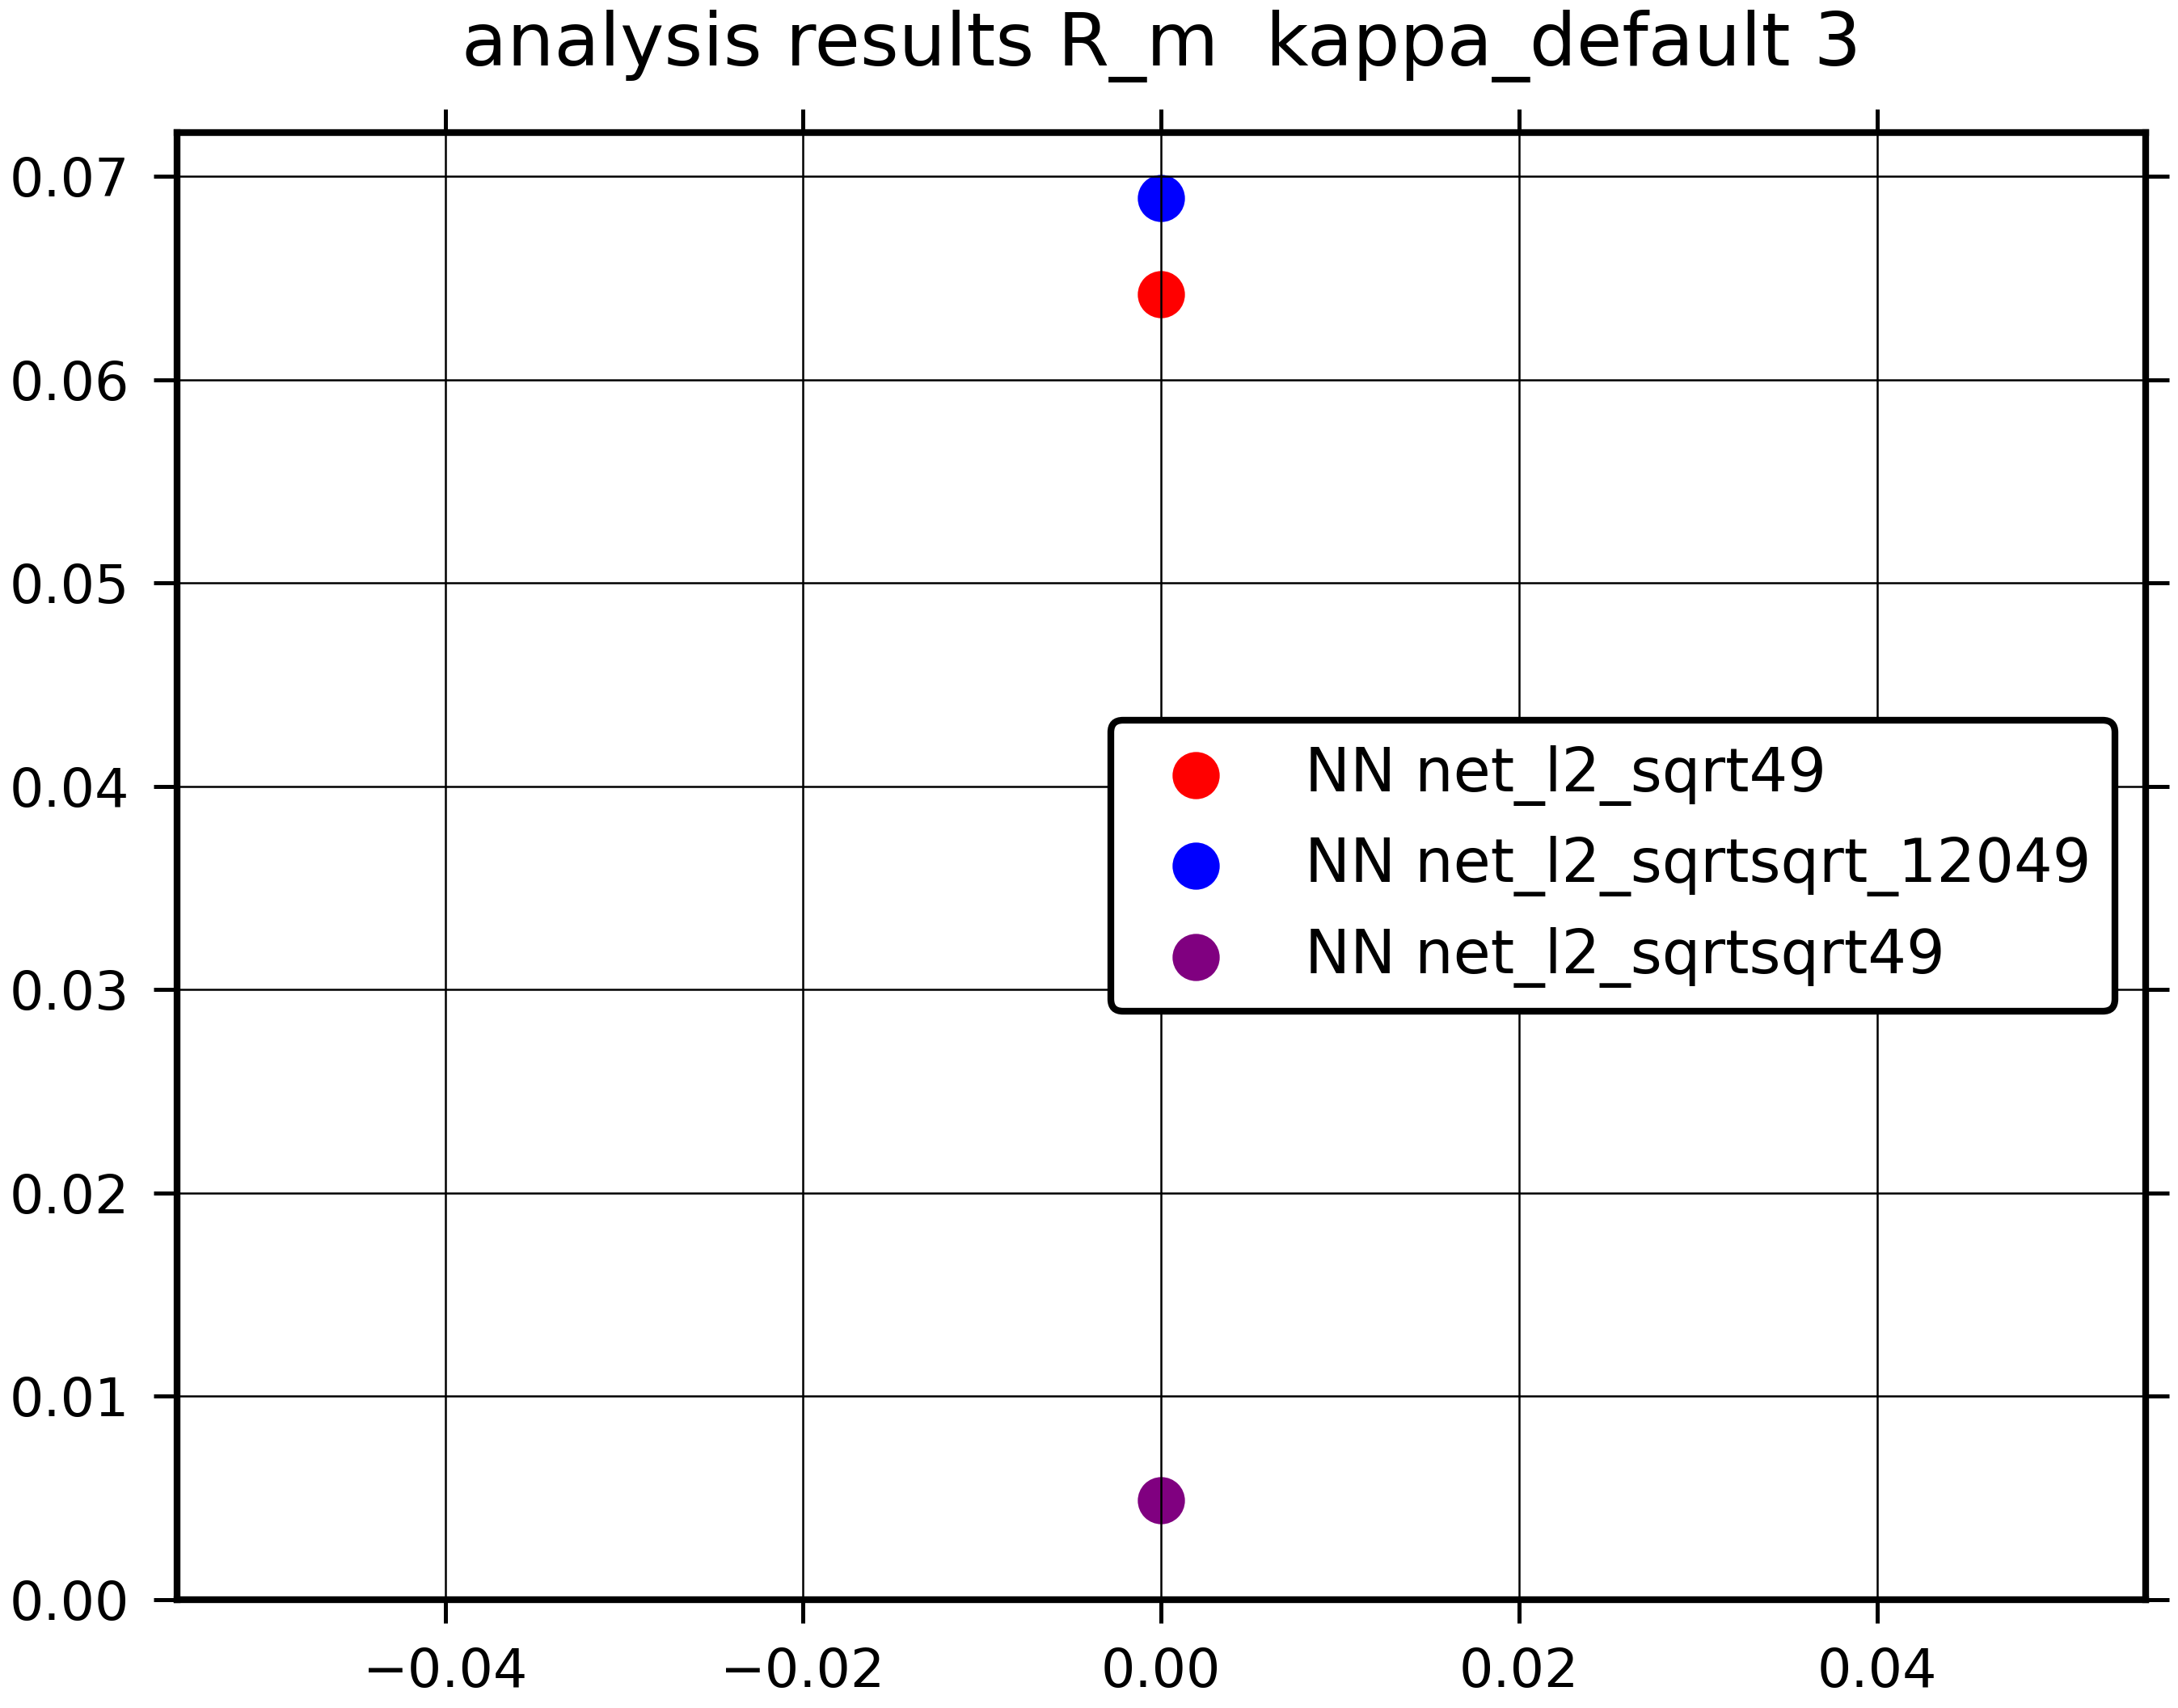 analysis results R_m  kappa_default 3
0.07
0.06
0.05
0.04
0.03
0.02
0.01
0.00
NN net_l2_sqrt49
NN net_l2_sqrtsqrt_12049
NN net_l2_sqrtsqrt49
−0.04 −0.02 0.00 0.02 0.04